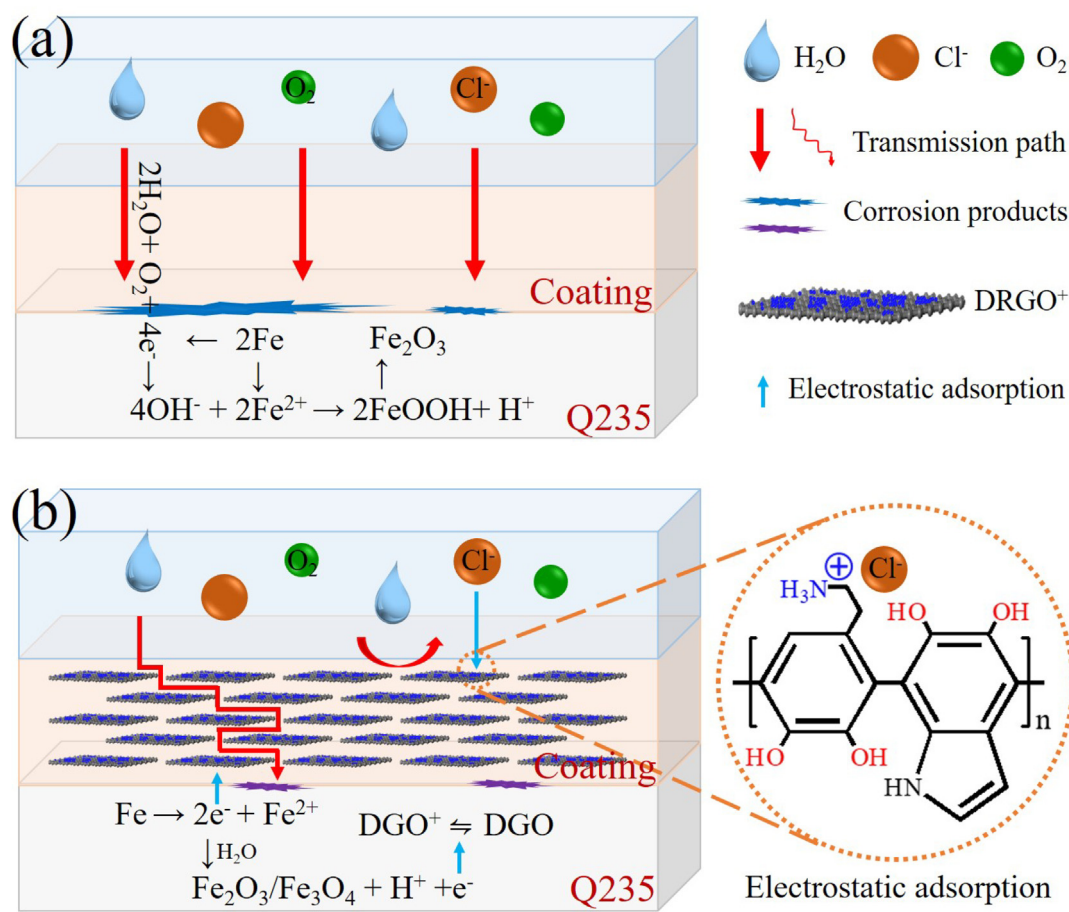 (a)
O₂
Cl⁻
H₂O
Cl⁻
O₂
Transmission path
Corrosion products
DRGO⁺
Electrostatic adsorption
2H₂O+ O₂+ 4e⁻
Coating
← 2Fe
Fe₂O₃
↓
↓
↑
4OH⁻ + 2Fe²⁺ → 2FeOOH+ H⁺
Q235
(b)
O₂
Cl⁻
Coating
Fe → 2e⁻ + Fe²⁺
DGO⁺ ⇋ DGO
↓H₂O
Fe₂O₃/Fe₃O₄ + H⁺ +e⁻
Q235
⊕
Cl⁻
H₃N
HO
OH
n
HO
OH
HN
Electrostatic adsorption